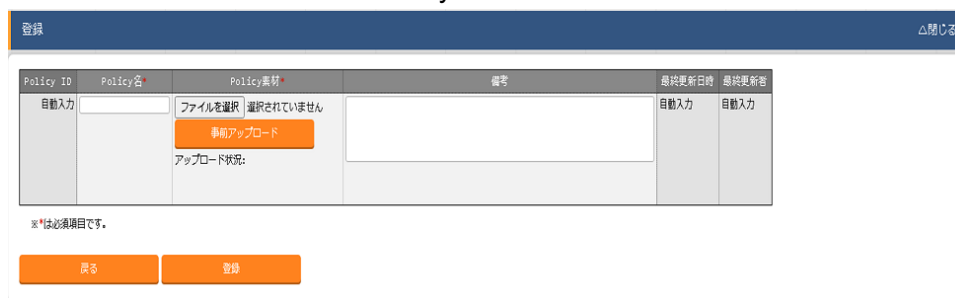 登録 △閉じる
Policy ID Policy名* Policy素材* 備考 最終更新日時 最終更新者
自動入力 ファイルを選択 選択されていません 自動入力 自動入力
事前アップロード
アップロード状況:
※*は必須項目です。
戻る 登録